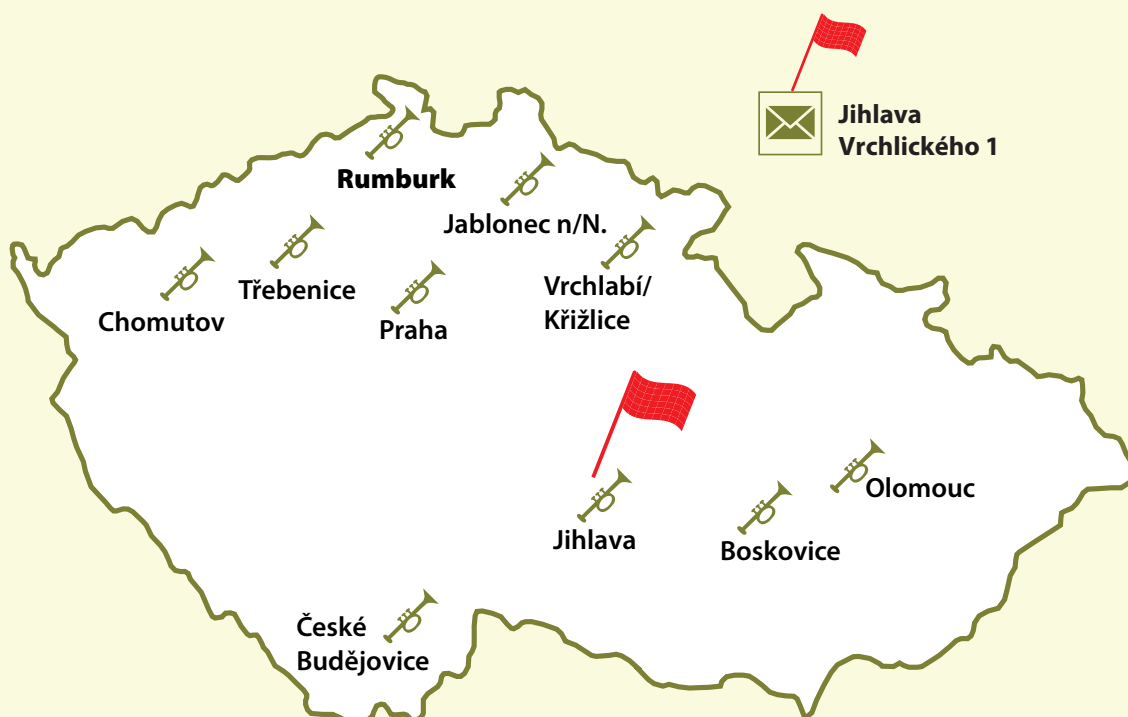 Jihlava
Vrchlického 1
Rumburk
Jablonec n/N.
Třebenice
Vrchlabí/
Křižlice
Chomutov
Praha
Olomouc
Jihlava
Boskovice
České
Budějovice